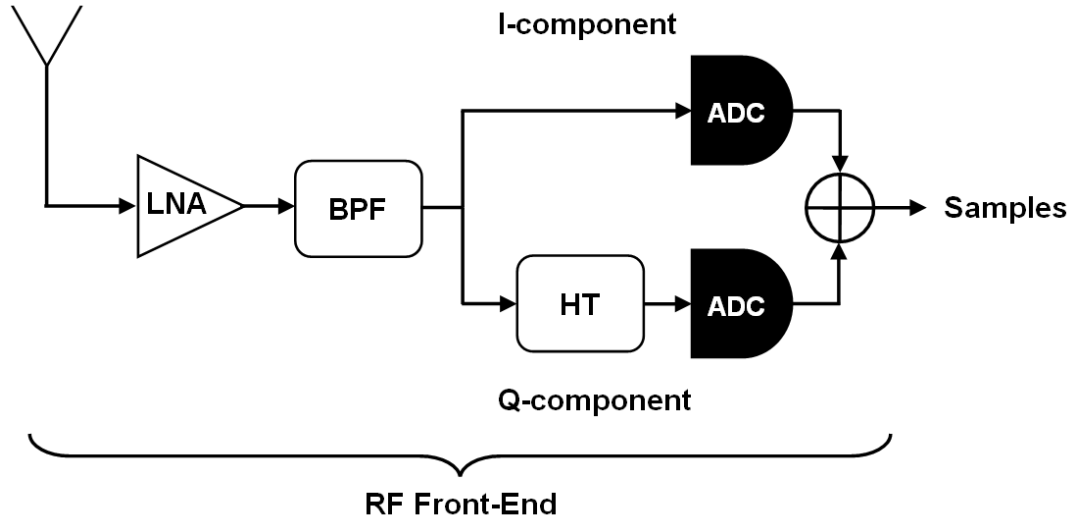 I-component
ADC
LNA
BPF
Samples
HT
ADC
Q-component
RF Front-End